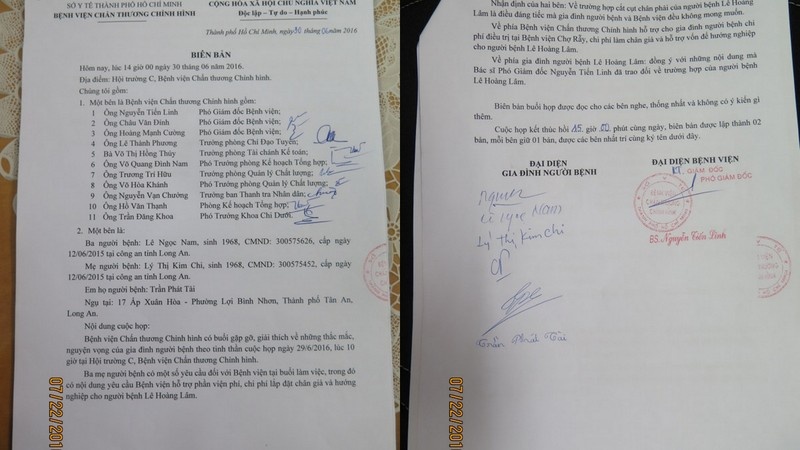 SỞ Y TẾ THÀNH PHỐ HỒ CHÍ MINH
BỆNH VIỆN CHẤN THƯƠNG CHỈNH HÌNH
CỘNG HÒA XÃ HỘI CHỦ NGHĨA VIỆT NAM
Độc lập – Tự do – Hạnh phúc
Thành phố Hồ Chí Minh, ngày 30 tháng 06 năm 2016
BIÊN BẢN
Hôm nay, lúc 14 giờ 00 ngày 30 tháng 06 năm 2016.
Địa điểm: Hội trường C, Bệnh viện Chấn thương Chỉnh hình.
Chúng tôi gồm:
1. Một bên là Bệnh viện Chấn thương Chỉnh hình gồm:
1 Ông Nguyễn Tiến Linh Phó Giám đốc Bệnh viện;
2 Ông Châu Văn Đính Phó Giám đốc Bệnh viện;
3 Ông Hoàng Mạnh Cường Phó Giám đốc Bệnh viện;
4 Ông Lê Thành Phương Trưởng phòng Chỉ Đạo Tuyến;
5 Bà Võ Thị Hồng Thúy Trưởng phòng Tài chánh Kế toán;
6 Ông Võ Quang Đình Nam Phó Trưởng phòng Kế hoạch Tổng hợp;
7 Ông Trương Trí Hữu Trưởng phòng Quản lý Chất lượng;
8 Ông Võ Hòa Khánh Phó Trưởng phòng Quản lý Chất lượng;
9 Ông Nguyễn Vạn Chường Trưởng ban Thanh tra Nhân dân;
10 Ông Hồ Văn Thạnh Phòng Kế hoạch Tổng hợp;
11 Ông Trần Đăng Khoa Phó Trưởng Khoa Chi Dưới.
2. Một bên là:
Ba người bệnh: Lê Ngọc Nam, sinh 1968, CMND: 300575626, cấp ngày
12/06/2015 tại công an tỉnh Long An.
Mẹ người bệnh: Lý Thị Kim Chi, sinh 1968, CMND: 300575452, cấp ngày
12/06/2015 tại công an tỉnh Long An.
Em họ người bệnh: Trần Phát Tài
Ngụ tại: 17 Ấp Xuân Hòa - Phường Lợi Bình Nhơn, Thành phố Tân An,
Long An.
Nội dung cuộc họp:
Bệnh viện Chấn thương Chỉnh hình có buổi gặp gỡ, giải thích về những thắc mắc,
nguyện vọng của gia đình người bệnh theo tinh thần cuộc họp ngày 29/6/2016, lúc 10
giờ tại Hội trường C, Bệnh viện Chấn thương Chỉnh hình.
Ba mẹ người bệnh có một số yêu cầu đối với Bệnh viện tại buổi làm việc, trong đó
có nội dung yêu cầu Bệnh viện hỗ trợ phần viện phí, chi phí lắp đặt chân giả và hướng
nghiệp cho người bệnh Lê Hoàng Lâm.
07/22/201
Nhận định của hai bên: Về trường hợp cắt cụt chân phải của người bệnh Lê Hoàng
Lâm là điều đáng tiếc mà gia đình người bệnh và Bệnh viện đều không mong muốn.
Về phía Bệnh viện Chấn thương Chỉnh hình hỗ trợ cho gia đình người bệnh chi
phí điều trị tại Bệnh viện Chợ Rẫy, chi phí làm chân giả và hỗ trợ vốn để hướng nghiệp
cho người bệnh Lê Hoàng Lâm.
Về phía gia đình người bệnh Lê Hoàng Lâm: đồng ý với những nội dung mà
Bác sĩ Phó Giám đốc Nguyễn Tiến Linh đã trao đổi về trường hợp của người bệnh
Lê Hoàng Lâm.
Biên bản buổi họp được đọc cho các bên nghe, thống nhất và không có ý kiến gì
thêm.
Cuộc họp kết thúc hồi 15 giờ 00 phút cùng ngày, biên bản được lập thành 02
bản, mỗi bên giữ 01 bản, được các bên nhất trí cùng ký tên dưới đây.
ĐẠI DIỆN
GIA ĐÌNH NGƯỜI BỆNH
ĐẠI DIỆN BỆNH VIỆN
KT. GIÁM ĐỐC
PHÓ GIÁM ĐỐC
BS. Nguyễn Tiến Linh
Lê Ngọc Nam
Lý Thị Kim Chi
Trần Phát Tài
07/22/201